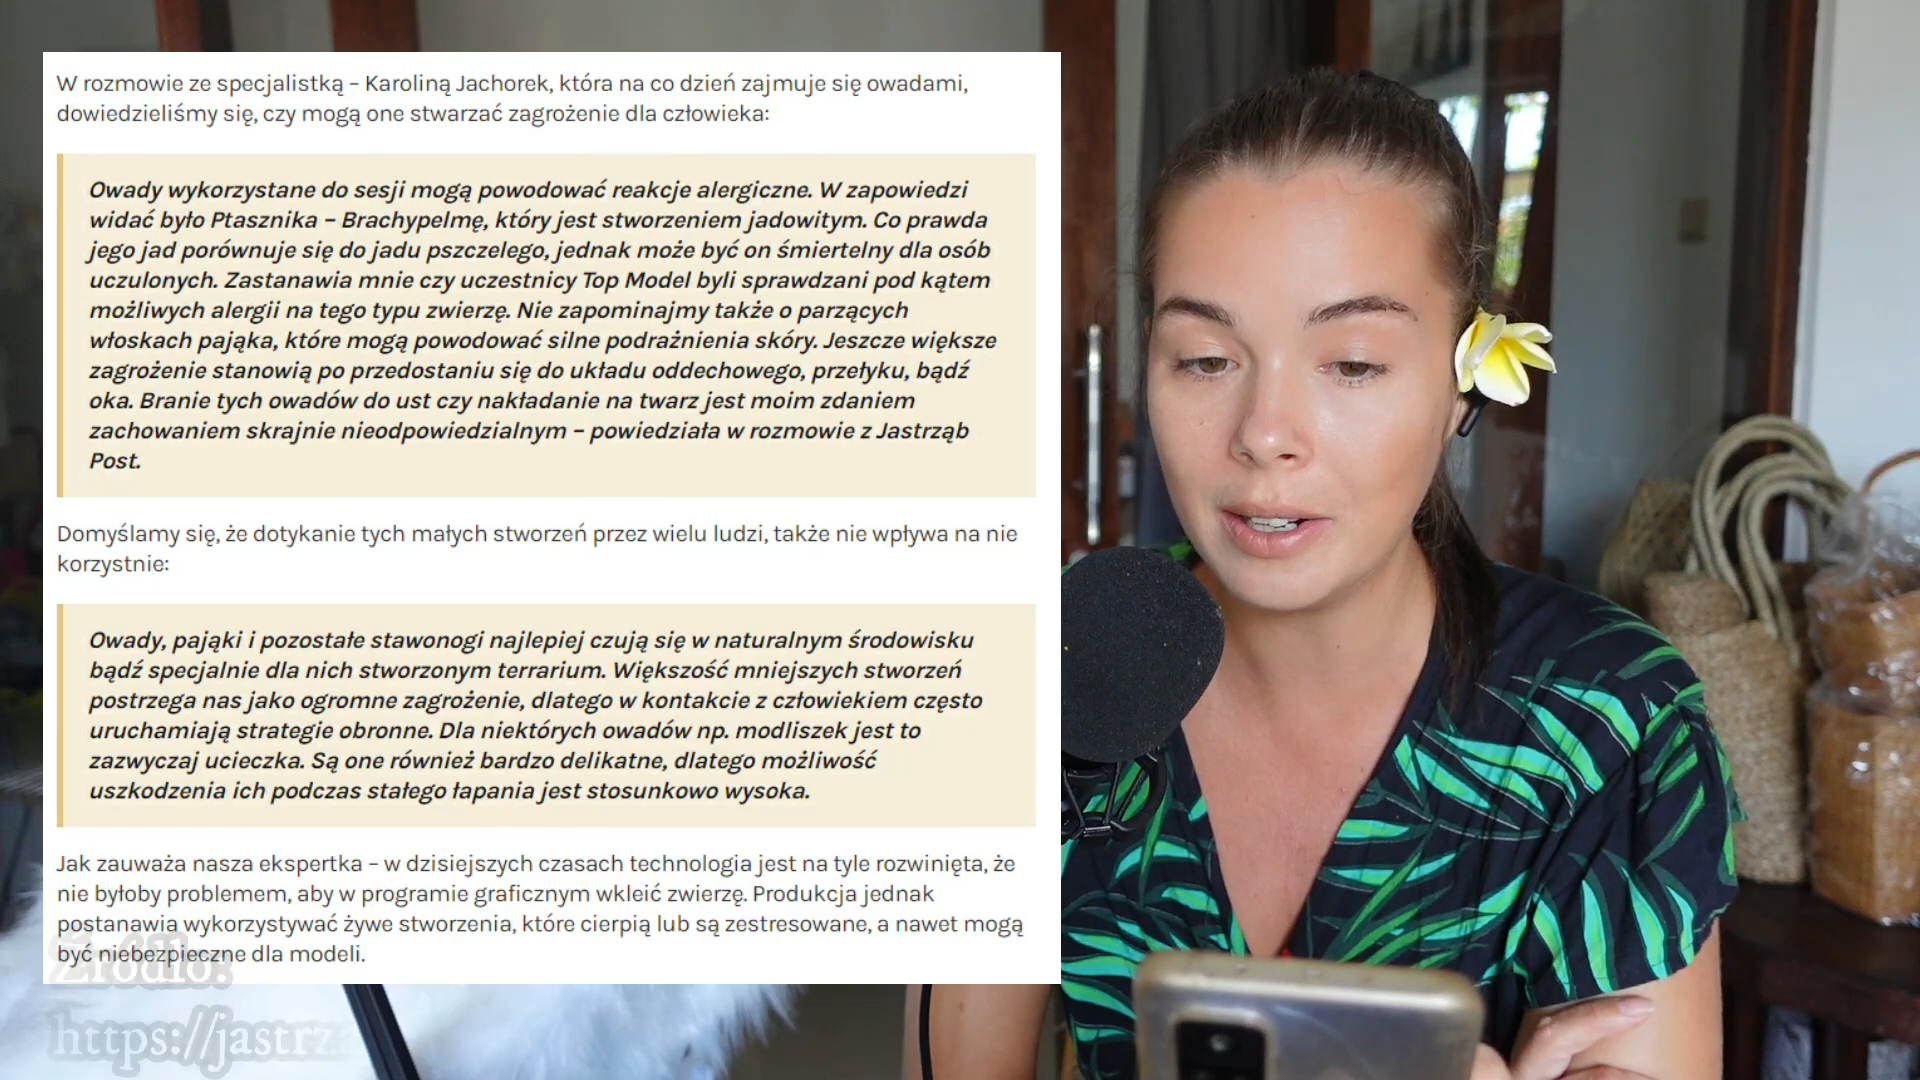 W rozmowie ze specjalistką – Karoliną Jachorek, która na co dzień zajmuje się owadami,
dowiedzieliśmy się, czy mogą one stwarzać zagrożenie dla człowieka:
Owady wykorzystane do sesji mogą powodować reakcje alergiczne. W zapowiedzi
widać było Ptasznika – Brachypelmę, który jest stworzeniem jadowitym. Co prawda
jego jad porównuje się do jadu pszczelego, jednak może być on śmiertelny dla osób
uczulonych. Zastanawia mnie czy uczestnicy Top Model byli sprawdzani pod kątem
możliwych alergii na tego typu zwierzę. Nie zapominajmy także o parzących
włoskach pająka, które mogą powodować silne podrażnienia skóry. Jeszcze większe
zagrożenie stanowią po przedostaniu się do układu oddechowego, przełyku, bądź
oka. Branie tych owadów do ust czy nakładanie na twarz jest moim zdaniem
zachowaniem skrajnie nieodpowiedzialnym – powiedziała w rozmowie z Jastrząb
Post.
Domyślamy się, że dotykanie tych małych stworzeń przez wielu ludzi, także nie wpływa na nie
korzystnie:
Owady, pająki i pozostałe stawonogi najlepiej czują się w naturalnym środowisku
bądź specjalnie dla nich stworzonym terrarium. Większość mniejszych stworzeń
postrzega nas jako ogromne zagrożenie, dlatego w kontakcie z człowiekiem często
uruchamiają strategie obronne. Dla niektórych owadów np. modliszek jest to
zazwyczaj ucieczka. Są one również bardzo delikatne, dlatego możliwość
uszkodzenia ich podczas stałego łapania jest stosunkowo wysoka.
Jak zauważa nasza ekspertka – w dzisiejszych czasach technologia jest na tyle rozwinięta, że
nie byłoby problemem, aby w programie graficznym wkleić zwierzę. Produkcja jednak
postanawia wykorzystywać żywe stworzenia, które cierpią lub są zestresowane, a nawet mogą
być niebezpieczne dla modeli.
Źródło:
https://jastrz